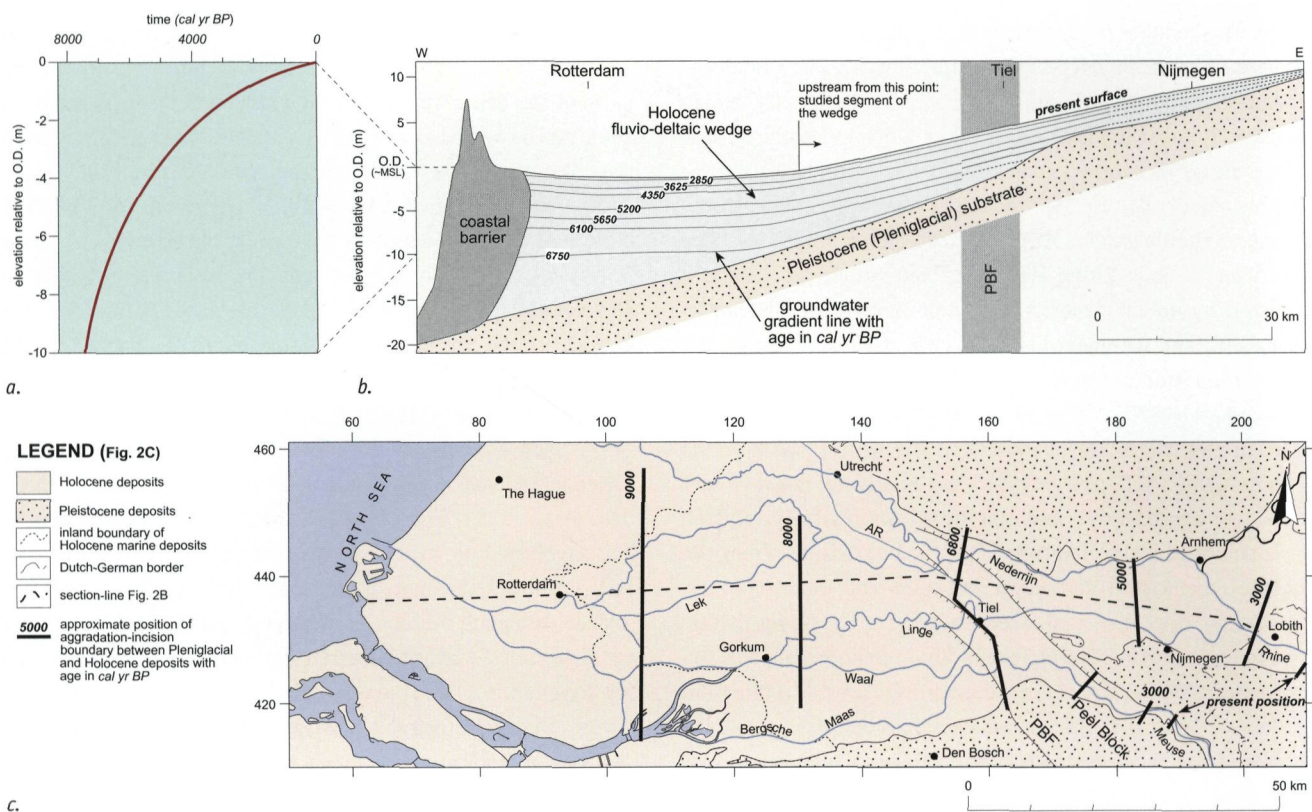 time (cal yr BP)
8000 4000 0
elevation relative to O.D. (m)
0
-2
-4
-6
-8
-10
a.
W E
elevation relative to O.D. (m)
10
5
O.D.
(~MSL)
-5
-10
-15
-20
Rotterdam
Tiel
Nijmegen
upstream from this point:
studied segment of
the wedge
present surface
Holocene
fluvio-deltaic wedge
2850
3625
4350
5200
5650
6100
6750
coastal
barrier
Pleistocene (Pleniglacial) substrate
PBF
groundwater
gradient line with
age in cal yr BP
0 30 km
b.
LEGEND (Fig. 2C)
Holocene deposits
Pleistocene deposits
inland boundary of
Holocene marine deposits
Dutch-German border
section-line Fig. 2B
5000 approximate position of
aggradation-incision
boundary between Pleniglacial
and Holocene deposits with
age in cal yr BP
60 80 100 120 140 160 180 200
460
440
420
NORTH SEA
The Hague
9000
Utrecht
N
8000
AR
6800
Arnhem
Nederrijn
5000
3000
Rotterdam
Lek
Tiel
Linge
Lobith
Gorkum
Nijmegen
Rhine
Waal
3000
present position
Bergsche
Maas
PBF
Peel Block
Meuse
Den Bosch
0 50 km
c.